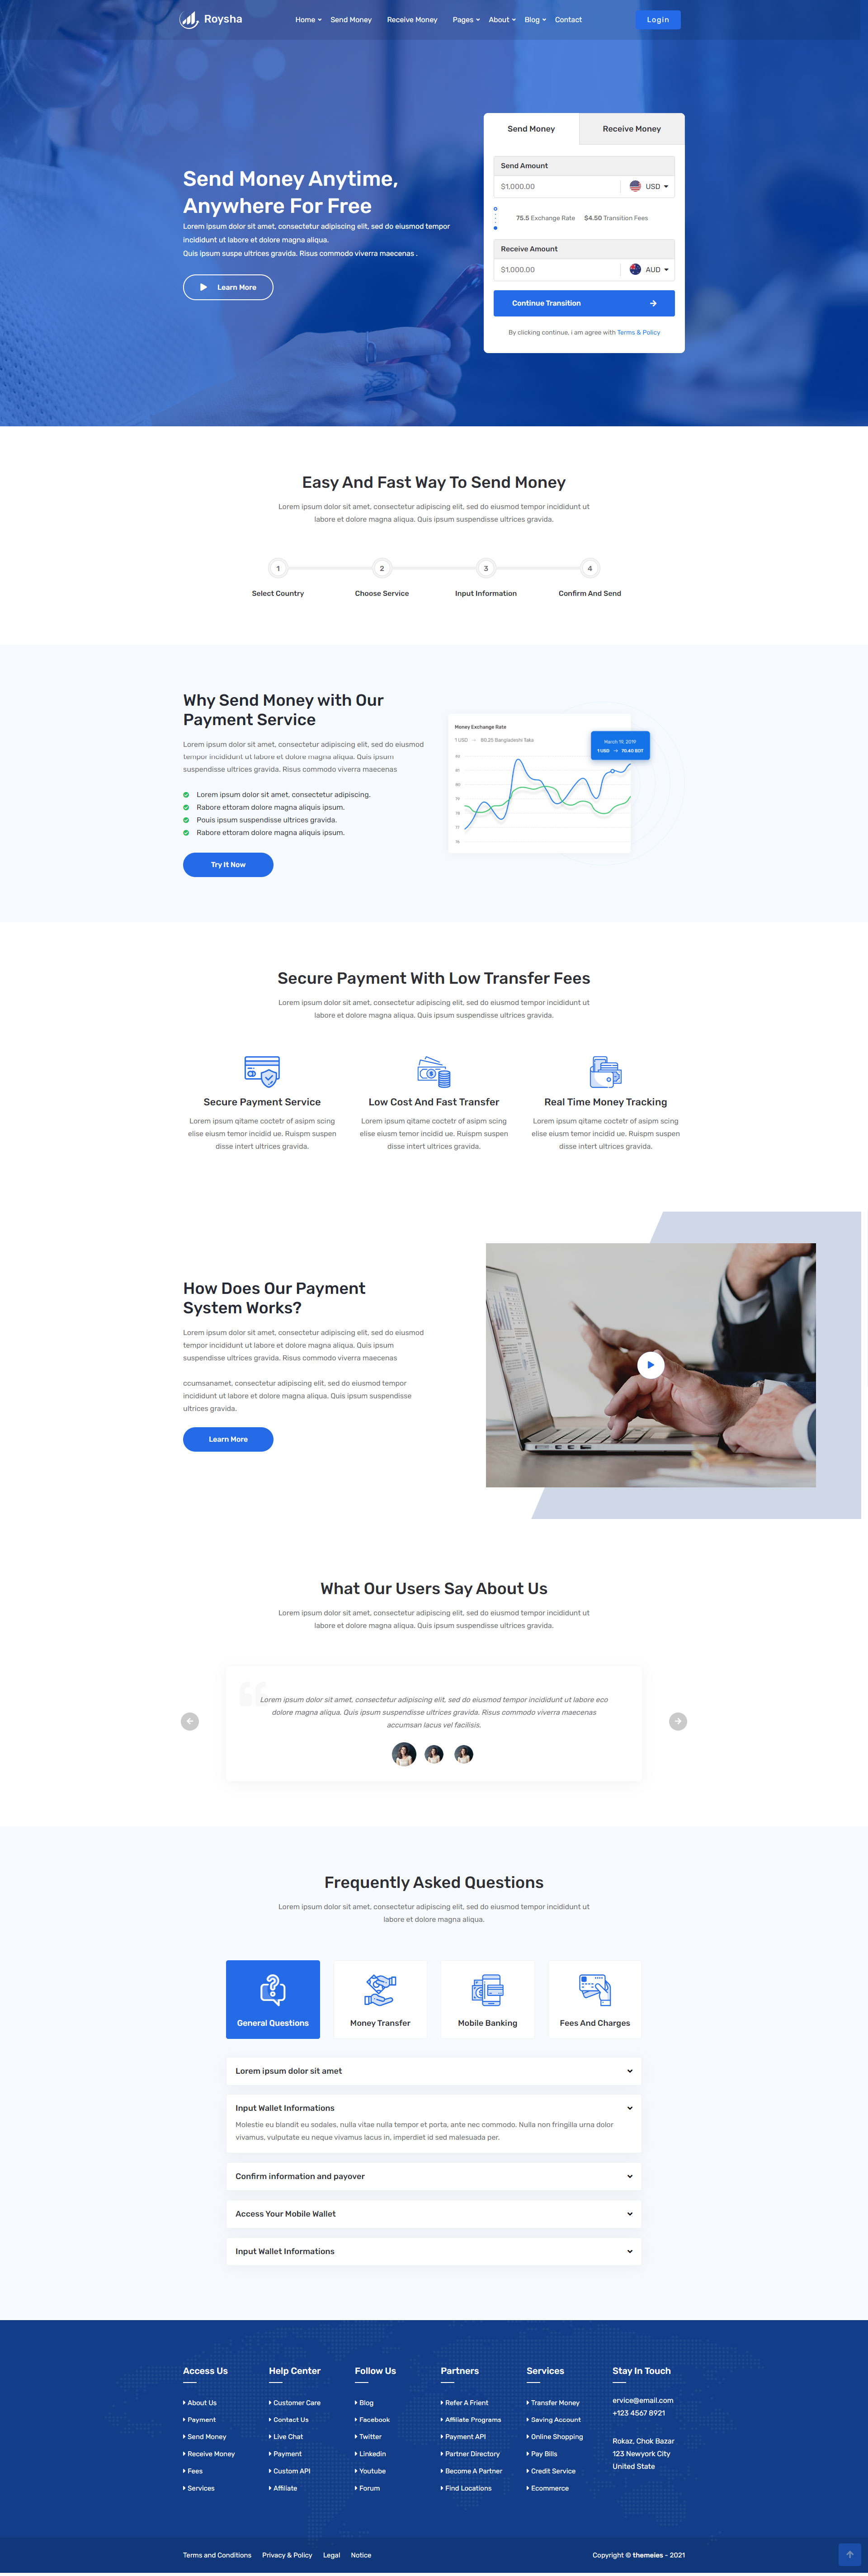 Roysha
Home
Send Money
Receive Money
Pages
About
Blog
Contact
Login
Send Money Anytime,
Anywhere For Free
Lorem ipsum dolor sit amet, consectetur adipiscing elit, sed do eiusmod tempor
incididunt ut labore et dolore magna aliqua.
Quis ipsum suspe ultrices gravida. Risus commodo viverra maecenas .
Learn More
Send Money
Receive Money
Send Amount
$1,000.00
USD
75.5 Exchange Rate
$4.50 Transition Fees
Receive Amount
$1,000.00
AUD
Continue Transition
By clicking continue, i am agree with Terms & Policy
Easy And Fast Way To Send Money
Lorem ipsum dolor sit amet, consectetur adipiscing elit, sed do eiusmod tempor incididunt ut
labore et dolore magna aliqua. Quis ipsum suspendisse ultrices gravida.
1
2
3
4
Select Country
Choose Service
Input Information
Confirm And Send
Why Send Money with Our
Payment Service
Lorem ipsum dolor sit amet, consectetur adipiscing elit, sed do eiusmod
tempor incididunt ut labore et dolore magna aliqua. Quis ipsum
suspendisse ultrices gravida. Risus commodo viverra maecenas
Lorem ipsum dolor sit amet, consectetur adipiscing.
Rabore ettoram dolore magna aliquis ipsum.
Pouis ipsum suspendisse ultrices gravida.
Rabore ettoram dolore magna aliquis ipsum.
Try It Now
Money Exchange Rate
1 USD → 80.25 Bangladeshi Taka
March 19, 2019
1 USD → 70.40 BDT
80
79
78
77
76
Secure Payment With Low Transfer Fees
Lorem ipsum dolor sit amet, consectetur adipiscing elit, sed do eiusmod tempor incididunt ut
labore et dolore magna aliqua. Quis ipsum suspendisse ultrices gravida.
Secure Payment Service
Lorem ipsum qitame coctetr of asipm scing
elise eiusm temor incidid ue. Ruispm suspen
disse intert ultrices gravida.
Low Cost And Fast Transfer
Lorem ipsum qitame coctetr of asipm scing
elise eiusm temor incidid ue. Ruispm suspen
disse intert ultrices gravida.
Real Time Money Tracking
Lorem ipsum qitame coctetr of asipm scing
elise eiusm temor incidid ue. Ruispm suspen
disse intert ultrices gravida.
How Does Our Payment
System Works?
Lorem ipsum dolor sit amet, consectetur adipiscing elit, sed do eiusmod
tempor incididunt ut labore et dolore magna aliqua. Quis ipsum
suspendisse ultrices gravida. Risus commodo viverra maecenas
ccumsanamet, consectetur adipiscing elit, sed do eiusmod tempor
incididunt ut labore et dolore magna aliqua. Quis ipsum suspendisse
ultrices gravida.
Learn More
What Our Users Say About Us
Lorem ipsum dolor sit amet, consectetur adipiscing elit, sed do eiusmod tempor incididunt ut
labore et dolore magna aliqua. Quis ipsum suspendisse ultrices gravida.
Lorem ipsum dolor sit amet, consectetur adipiscing elit, sed do eiusmod tempor incididunt ut labore eco
dolore magna aliqua. Quis ipsum suspendisse ultrices gravida. Risus commodo viverra maecenas
accumsan lacus vel facilisis.
Frequently Asked Questions
Lorem ipsum dolor sit amet, consectetur adipiscing elit, sed do eiusmod tempor incididunt ut
labore et dolore magna aliqua.
General Questions
Money Transfer
Mobile Banking
Fees And Charges
Lorem ipsum dolor sit amet
Input Wallet Informations
Molestie eu blandit eu sodales, nulla vitae nulla tempor et porta, ante nec commodo. Nulla non fringilla urna dolor
vivamus, vulputate eu neque vivamus lacus in, imperdiet id sed malesuada per.
Confirm information and payover
Access Your Mobile Wallet
Input Wallet Informations
Access Us
About Us
Payment
Send Money
Receive Money
Fees
Services
Help Center
Customer Care
Contact Us
Live Chat
Payment
Custom API
Affiliate
Follow Us
Blog
Facebook
Twitter
Linkedin
Youtube
Forum
Partners
Refer A Frient
Affiliate Programs
Payment API
Partner Directory
Become A Partner
Find Locations
Services
Transfer Money
Saving Account
Online Shopping
Pay Bills
Credit Service
Ecommerce
Stay In Touch
ervice@email.com
+123 4567 8921
Rokaz, Chok Bazar
123 Newyork City
United State
Terms and Conditions
Privacy & Policy
Legal
Notice
Copyright © themeies - 2021